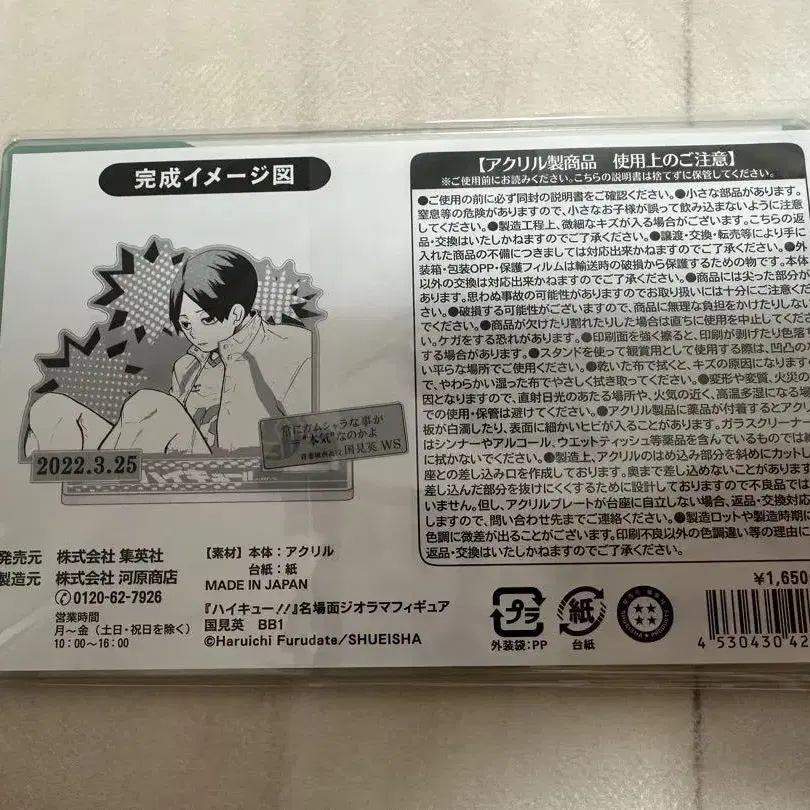 完成イメージ図
常にガムシャラな事が
"本気"なのかよ
国見英 WS
2022.3.25
発売元 株式会社 集英社
製造元 株式会社 河原商店
0120-62-7926
営業時間
月～金（土日・祝日を除く）
10:00～16:00
【素材】本体：アクリル
台紙：紙
MADE IN JAPAN
『ハイキュー!!』名場面ジオラマフィギュア
国見英 BB1
©Haruichi Furudate/SHUEISHA
【アクリル製商品 使用上のご注意】
※ご使用前にお読みください。こちらの説明書は捨てずに保管してください。
●ご使用の前に必ず同封の説明書をご確認ください。●小さな部品があります。
窒息等の危険がありますので、小さなお子様が誤って飲み込まないように注意
してください。●製造工程上、微細なキズが入る場合がございます。こちらの返
品・交換はいたしかねますのでご了承ください。●譲渡・交換・転売等により手に
入れた商品の不備につきましては対応出来かねますのでご了承ください。●外
装箱・包装OPP・保護フィルムは輸送時の破損から保護するための物です。本体
以外の交換は対応出来かねますのでご了承ください。●商品には尖った部分が
あります。思わぬ事故の可能性がありますのでお取り扱いには十分にご注意くだ
さい。●破損する可能性がございますので、商品に無理な負担をかけたりしない
でください。●商品が欠けたり割れたりした場合は直ちに使用を中止してくださ
い。ケガをする恐れがあります。●印刷面を強く擦ると、印刷が剥げたり色落ち
する場合があります。●スタンドを使って観賞用として使用する際は、凹凸のな
い平らな場所でご使用ください。●乾いた布で拭くと、キズの原因になります
で、やわらかい湿った布でやさしく拭き取ってください。●変形や変質、火災の
因となりますので、直射日光のあたる場所や、火気の近く、高温多湿になる場
での使用・保管は避けてください。●アクリル製品に薬品が付着するとアクリ
板が白濁したり、表面に細かいヒビが入ることがあります。ガラスクリーナー
はシンナーやアルコール、ウエットティッシュ等薬品を含んでいるものでは絶
に拭かないでください。●製造上、アクリルのはめ込み部分を斜めにカットし
座との差し込み口を作成しております。奥まで差し込めないことがあります
差し込んだ部分を抜けにくくするために設計しておりますので不良品では
いません。但し、アクリルプレートが台座に自立しない場合、返品・交換対応
しますので、問い合わせ先までご連絡ください。●製造ロットや製造時期に
色調に微差が出ることがございます。印刷不良以外の色調違い等の理由に
返品・交換はいたしかねますのでご了承ください。
¥1,650
プラ
外装袋：PP
紙
台紙
4 530430 42